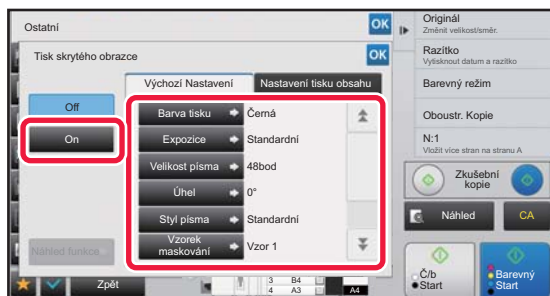 Ostatní
OK
Tisk skrytého obrazce
OK
Výchozí Nastavení
Nastavení tisku obsahu
Off
On
Barva tisku
Černá
Expozice
Standardní
Velikost písma
48bod
Úhel
0°
Styl písma
Standardní
Vzorek
maskování
Vzor 1
Náhled funkce
Zpět
3 B4
4 A3
A4
Originál
Změnit velikost/směr.
Razítko
Vytisknout datum a razítko
Barevný režim
Oboustr. Kopie
N:1
Vložit více stran na stranu A
Zkušební
kopie
Náhled
CA
Č/b
Start
Barevný
Start